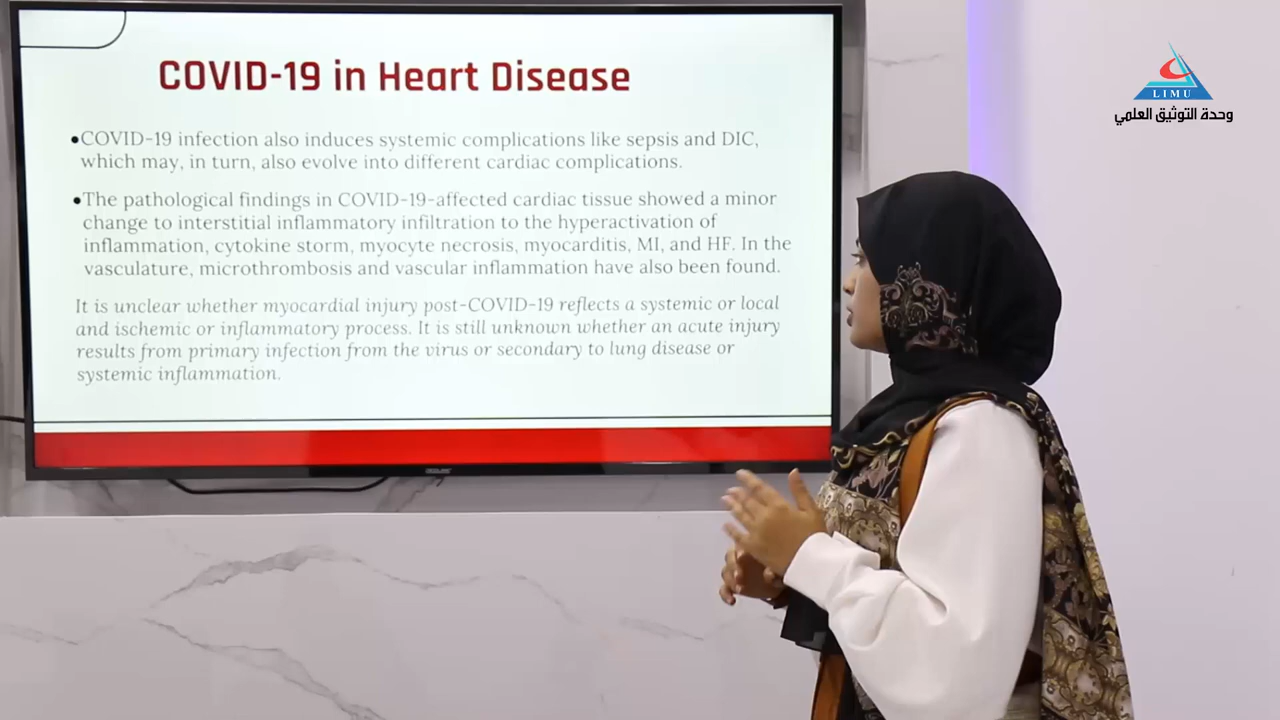 COVID-19 in Heart Disease
•COVID-19 infection also induces systemic complications like sepsis and DIC,
which may, in turn, also evolve into different cardiac complications.
•The pathological findings in COVID-19-affected cardiac tissue showed a minor
change to interstitial inflammatory infiltration to the hyperactivation of
inflammation, cytokine storm, myocyte necrosis, myocarditis, MI, and HF. In the
vasculature, microthrombosis and vascular inflammation have also been found.
It is unclear whether myocardial injury post-COVID-19 reflects a systemic or local
and ischemic or inflammatory process. It is still unknown whether an acute injury
results from primary infection from the virus or secondary to lung disease or
systemic inflammation.
LIMU
وحدة التوثيق العلمي